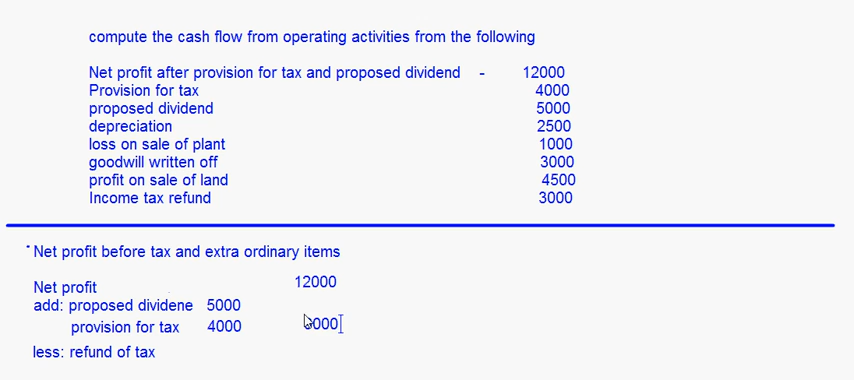 compute the cash flow from operating activities from the following
Net profit after provision for tax and proposed dividend - 12000
Provision for tax 4000
proposed dividend 5000
depreciation 2500
loss on sale of plant 1000
goodwill written off 3000
profit on sale of land 4500
Income tax refund 3000
Net profit before tax and extra ordinary items
Net profit 12000
add: proposed dividene 5000
provision for tax 4000
less: refund of tax